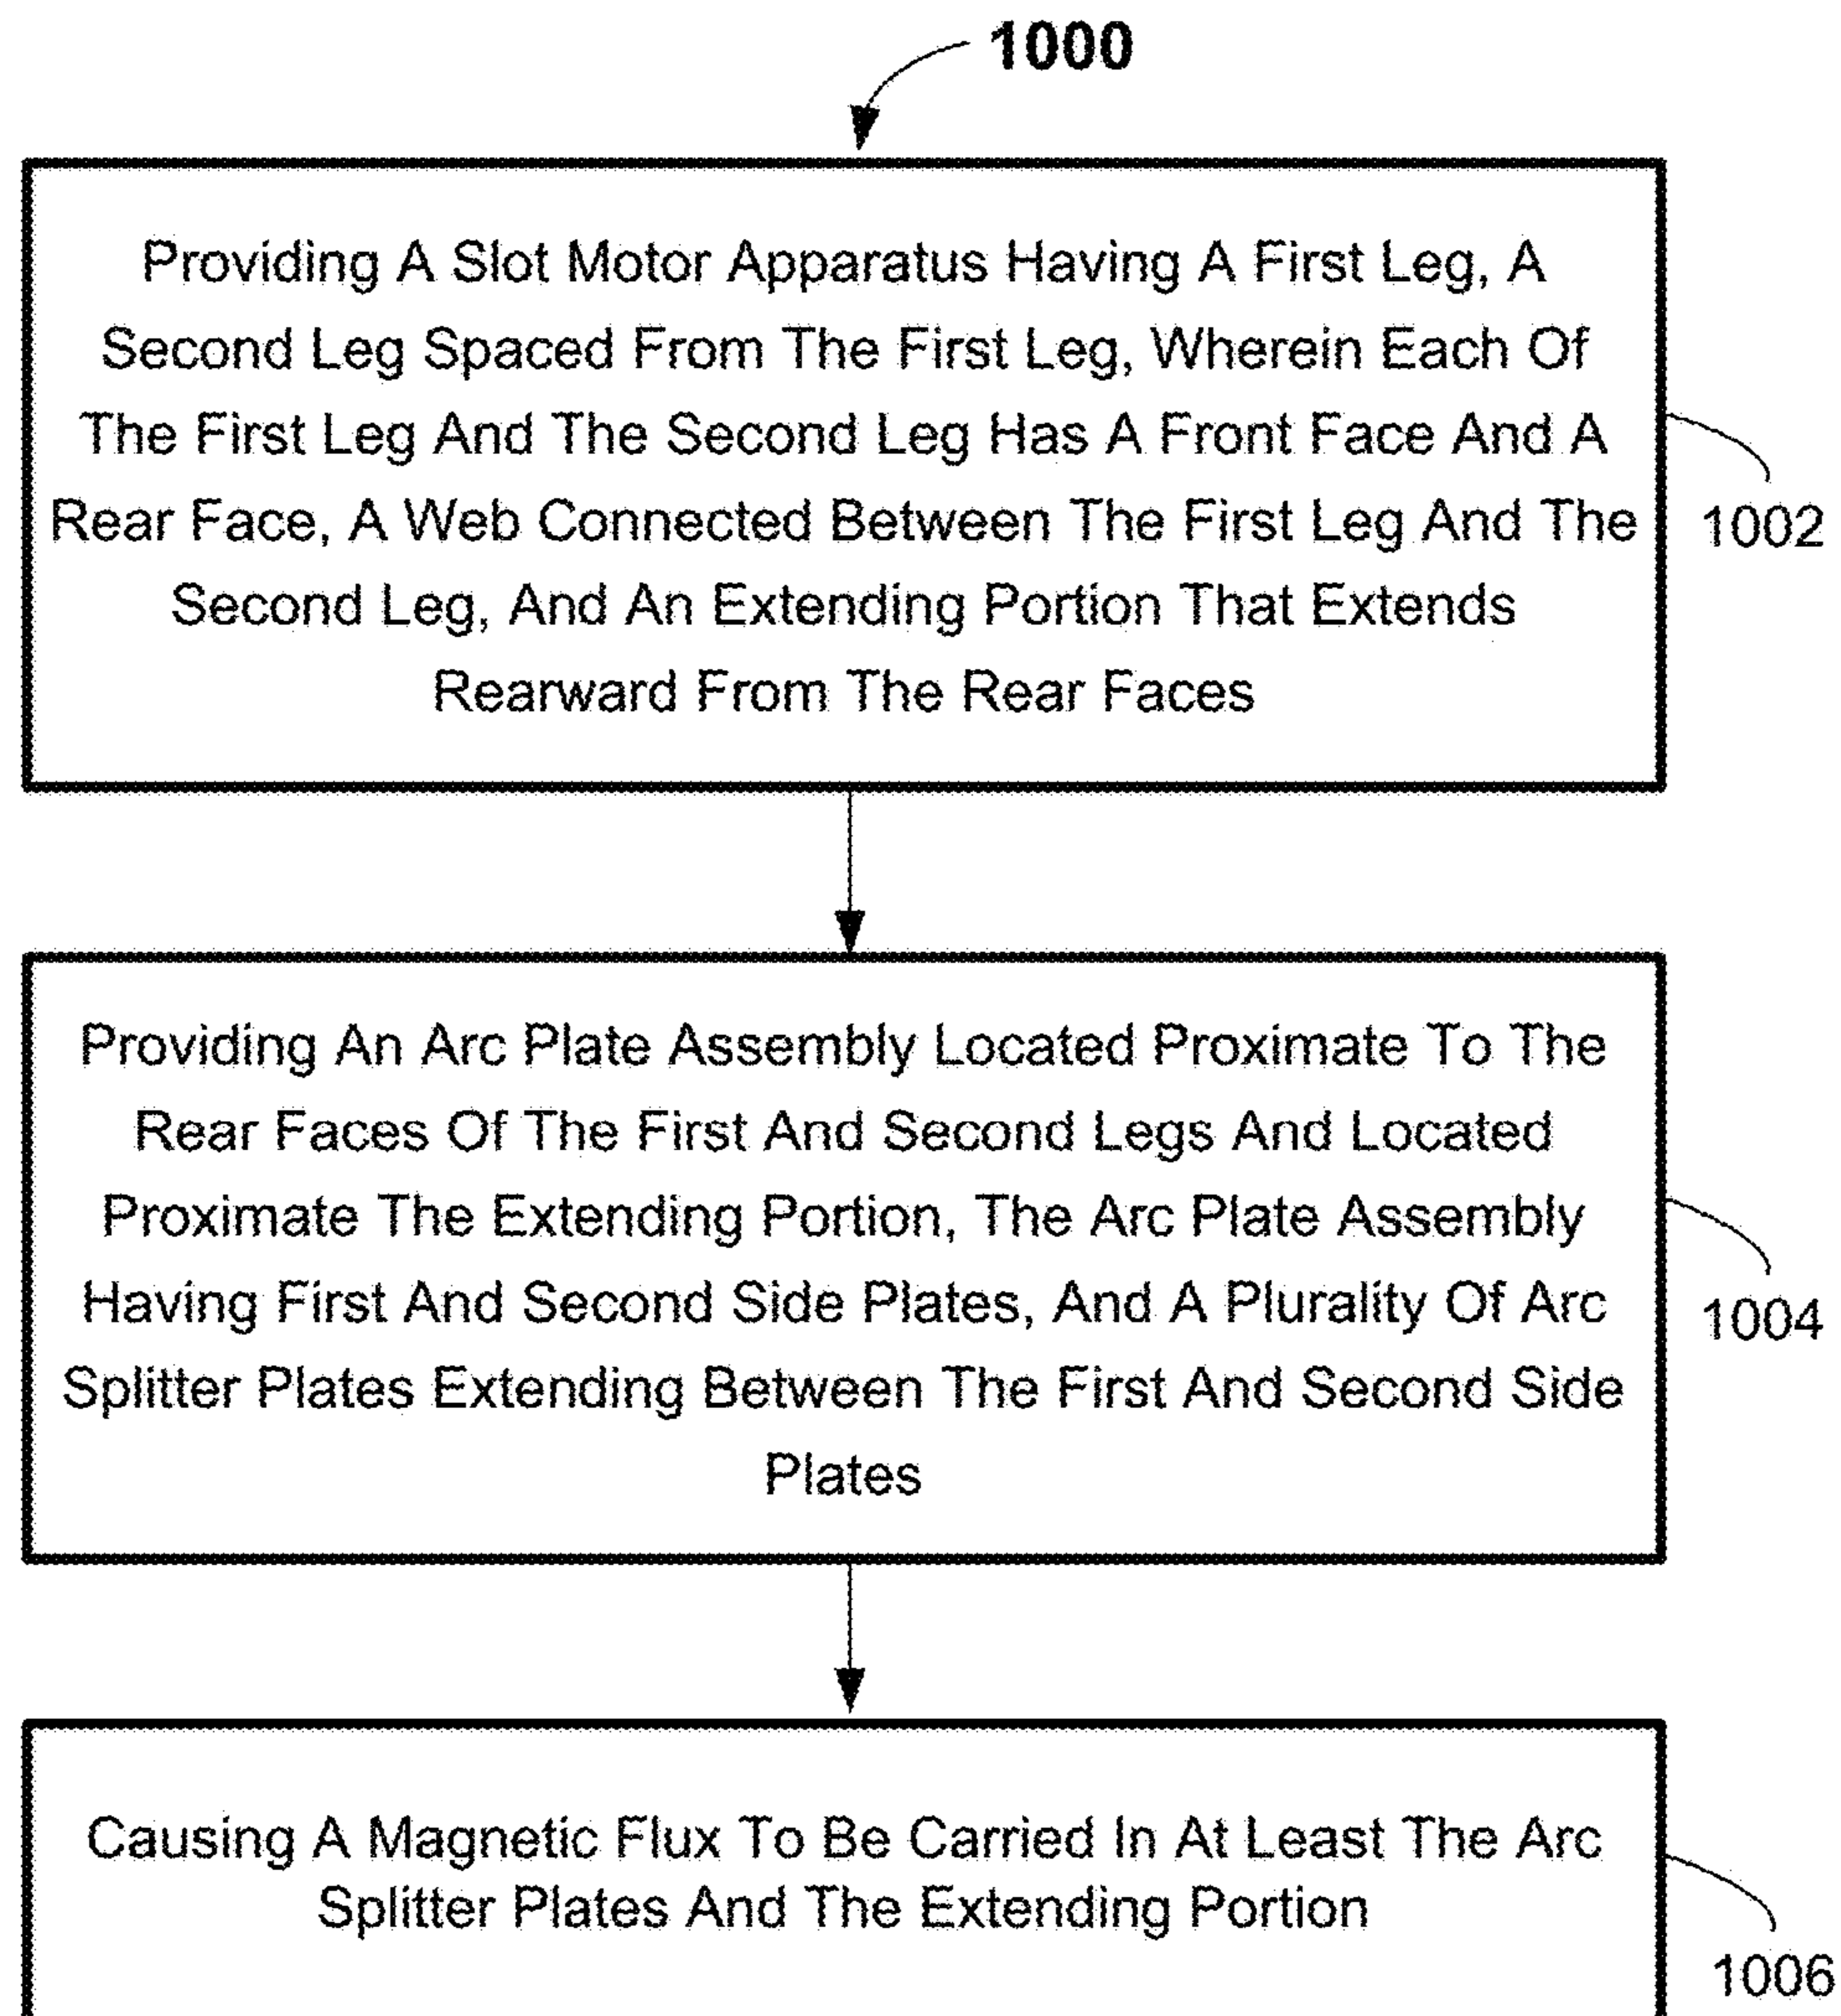 1000
Providing A Slot Motor Apparatus Having A First Leg, A
Second Leg Spaced From The First Leg, Wherein Each Of
The First Leg And The Second Leg Has A Front Face And A
Rear Face, A Web Connected Between The First Leg And The
Second Leg, And An Extending Portion That Extends
Rearward From The Rear Faces
1002
Providing An Arc Plate Assembly Located Proximate To The
Rear Faces Of The First And Second Legs And Located
Proximate The Extending Portion, The Arc Plate Assembly
Having First And Second Side Plates, And A Plurality Of Arc
Splitter Plates Extending Between The First And Second Side
Plates
1004
Causing A Magnetic Flux To Be Carried In At Least The Arc
Splitter Plates And The Extending Portion
1006